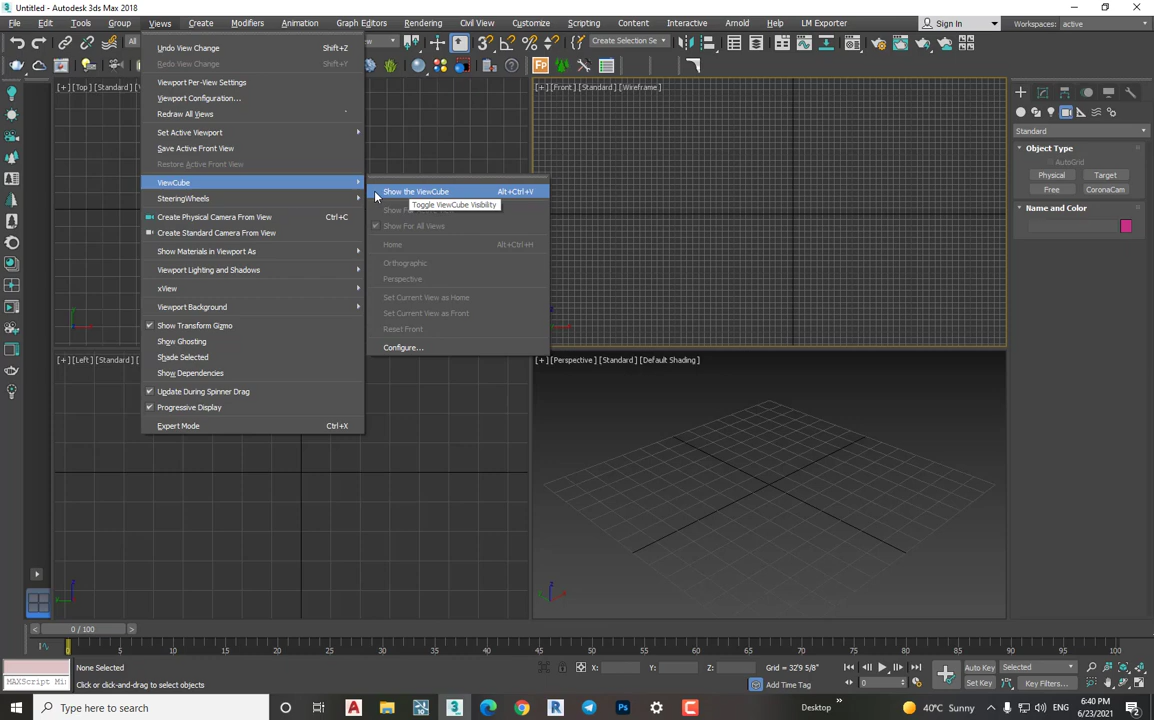 Untitled - Autodesk 3ds Max 2018
File Edit Tools Group Views Create Modifiers Animation Graph Editors Rendering Civil View Customize Scripting Content Interactive Arnold Help LM Exporter Sign In Workspaces: active
All Create Selection Se
[+] [Top] [Standard]
[+] [Front] [Standard] [Wireframe]
Undo View Change Shift+Z
Redo View Change Shift+Y
Viewport Per-View Settings
Viewport Configuration...
Redraw All Views
Set Active Viewport
Save Active Front View
Restore Active Front View
ViewCube
SteeringWheels
Create Physical Camera From View Ctrl+C
Create Standard Camera From View
Show Materials in Viewport As
Viewport Lighting and Shadows
xView
Viewport Background
Show Transform Gizmo
Show Ghosting
Shade Selected
Show Dependencies
Update During Spinner Drag
Progressive Display
Expert Mode Ctrl+X
Show the ViewCube Alt+Ctrl+V
Toggle ViewCube Visibility
Show For All Views
Home Alt+Ctrl+H
Orthographic
Perspective
Set Current View as Home
Set Current View as Front
Reset Front
Configure...
Standard
Object Type
AutoGrid
Physical Target
Free CoronaCam
Name and Color
[+] [Left] [Standard]
[+] [Perspective] [Standard] [Default Shading]
0 / 100
0 5 10 15 20 25 30 35 40 45 50 55 60 65 70 75 80 85 90 95 100
None Selected X: Y: Z: Grid = 32'9 5/8" Auto Key Selected
MAXScript Mi Click or click-and-drag to select objects Add Time Tag 0 Set Key Key Filters...
Type here to search Desktop 40°C Sunny ENG 6:40 PM
6/23/2021